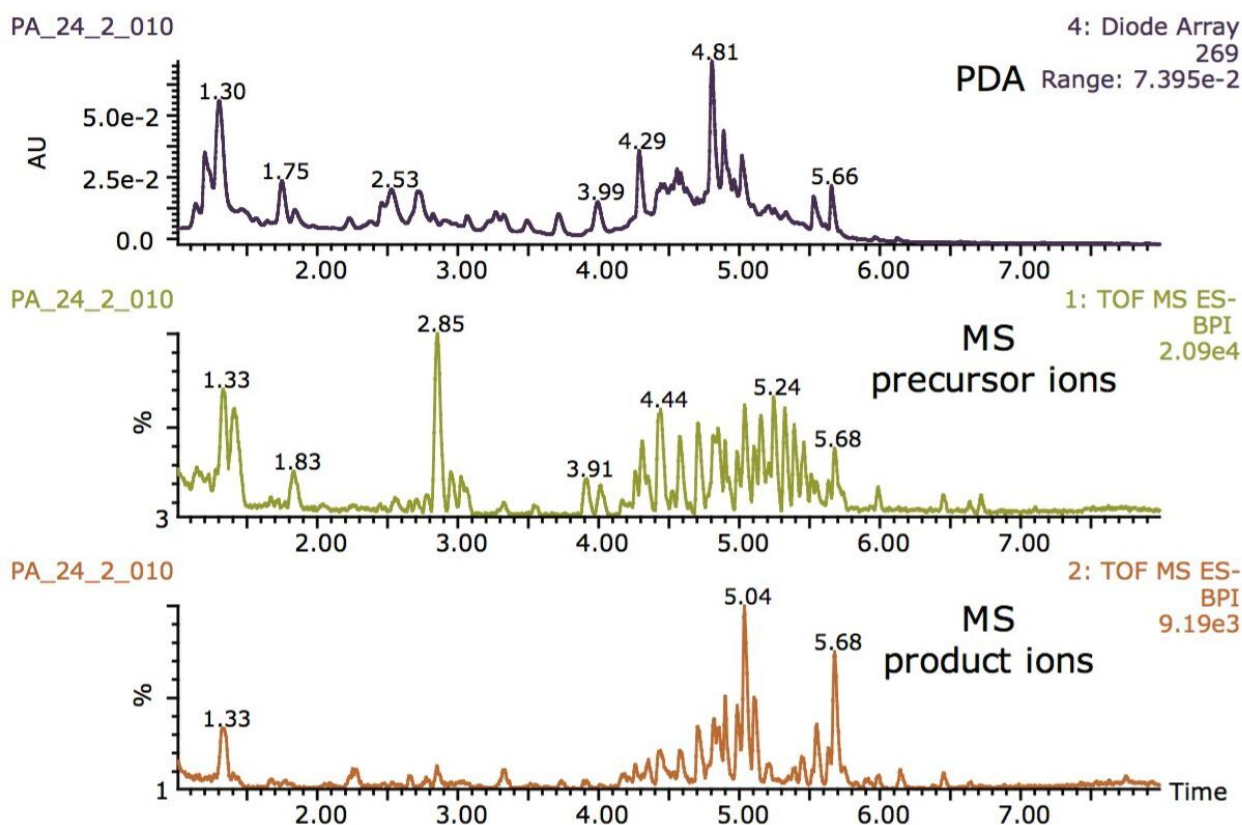 PA_24_2_010
4: Diode Array
269
Range: 7.395e-2
PDA
4.81
1.30
1.75
2.53
3.99
4.29
5.66
AU
5.0e-2
2.5e-2
0.0
2.00 3.00 4.00 5.00 6.00 7.00
PA_24_2_010
1: TOF MS ES-
BPI
2.09e4
MS
precursor ions
2.85
1.33
1.83
3.91
4.44
5.24
5.68
%
3
2.00 3.00 4.00 5.00 6.00 7.00
PA_24_2_010
2: TOF MS ES-
BPI
9.19e3
MS
product ions
5.04
5.68
1.33
%
1
Time
2.00 3.00 4.00 5.00 6.00 7.00